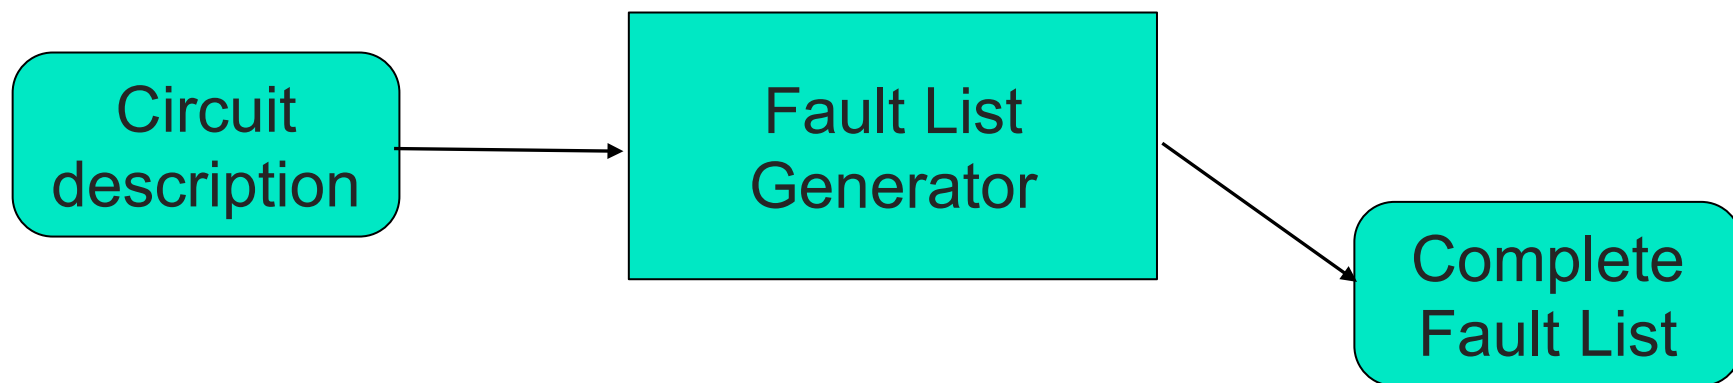 Circuit
description
Fault List
Generator
Complete
Fault List